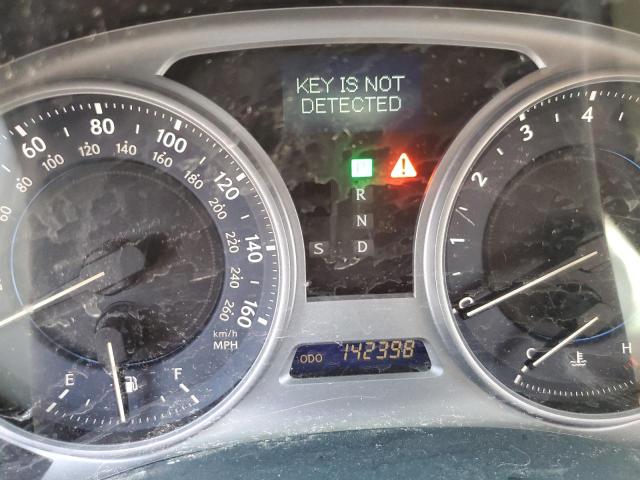 KEY IS NOT
DETECTED
60 80 100 120 140 160
80 100 120 140 160 180 200 220 240 260
km/h
MPH
E F
P
R
N
D
S
ODO 142398
1 2 3 4
C H